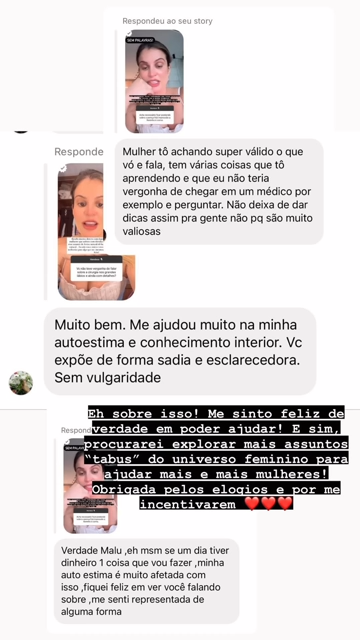 Respondeu ao seu story
SEM PALAVRAS!
Responde
Mulher tô achando super válido o que
vó e fala, tem várias coisas que tô
aprendendo e que eu não teria
vergonha de chegar em um médico por
exemplo e perguntar. Não deixa de dar
dicas assim pra gente não pq são muito
valiosas
Muito bem. Me ajudou muito na minha
autoestima e conhecimento interior. Vc
expõe de forma sadia e esclarecedora.
Sem vulgaridade
Eh sobre isso! Me sinto feliz de
verdade em poder ajudar! E sim,
procurarei explorar mais assuntos
"tabus" do universo feminino para
ajudar mais e mais mulheres!
Obrigada pelos elogios e por me
incentivarem ❤️❤️❤️
Respond
Verdade Malu ,eh msm se um dia tiver
dinheiro 1 coisa que vou fazer ,minha
auto estima é muito afetada com
isso ,fiquei feliz em ver você falando
sobre ,me senti representada de
alguma forma